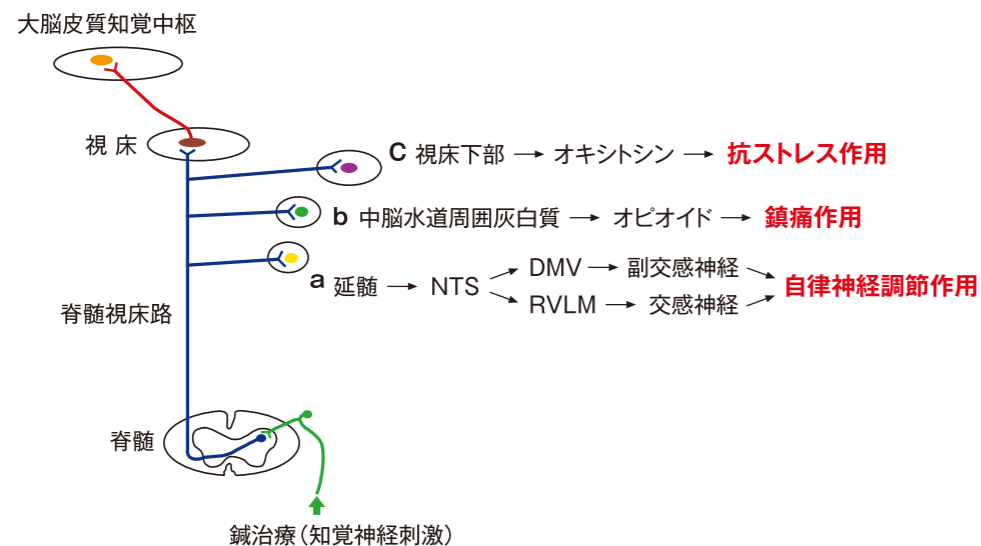 大脳皮質知覚中枢
視床
C 視床下部 → オキシトシン → 抗ストレス作用
b 中脳水道周囲灰白質 → オピオイド → 鎮痛作用
a 延髄 → NTS
DMV → 副交感神経
RVLM → 交感神経
自律神経調節作用
脊髄視床路
脊髄
鍼治療(知覚神経刺激)